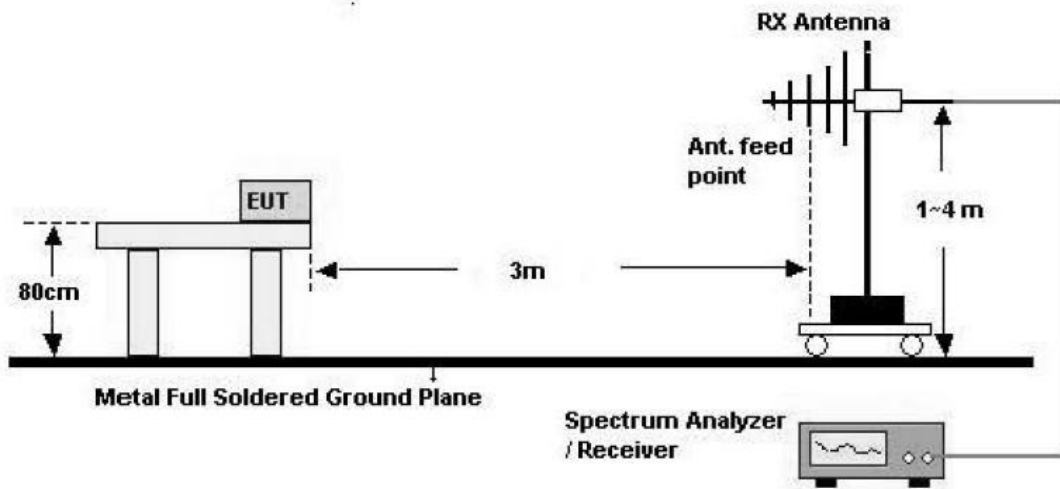 RX Antenna
Ant. feed
point
EUT
1~4 m
3m
80cm
Metal Full Soldered Ground Plane
Spectrum Analyzer
/ Receiver